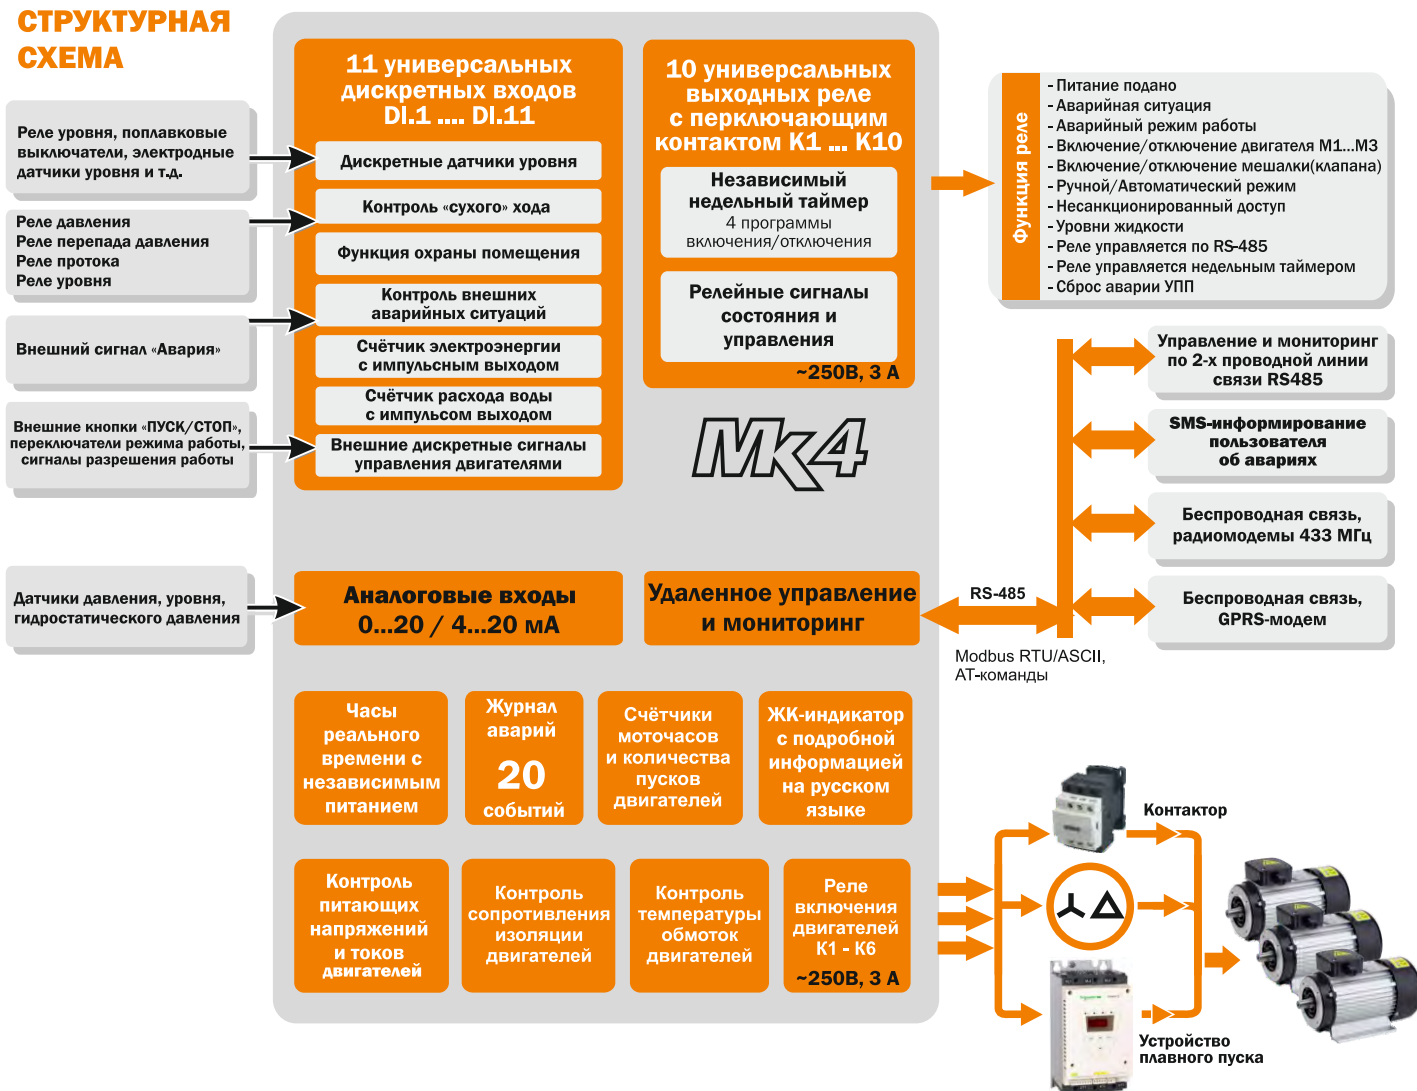 СТРУКТУРНАЯ
СХЕМА
Реле уровня, поплавковые
выключатели, электродные
датчики уровня и т.д.
Реле давления
Реле перепада давления
Реле протока
Реле уровня
Внешний сигнал «Авария»
Внешние кнопки «ПУСК/СТОП»,
переключатели режима работы,
сигналы разрешения работы
Датчики давления, уровня,
гидростатического давления
11 универсальных
дискретных входов
DI.1 .... DI.11
Дискретные датчики уровня
Контроль «сухого» хода
Функция охраны помещения
Контроль внешних
аварийных ситуаций
Счётчик электроэнергии
с импульсным выходом
Счётчик расхода воды
с импульсом выходом
Внешние дискретные сигналы
управления двигателями
10 универсальных
выходных реле
с перключающим
контактом К1 ... К10
Независимый
недельный таймер
4 программы
включения/отключения
Релейные сигналы
состояния и
управления
~250В, 3 А
МК4
Функция реле
- Питание подано
- Аварийная ситуация
- Аварийный режим работы
- Включение/отключение двигателя М1...М3
- Включение/отключение мешалки(клапана)
- Ручной/Автоматический режим
- Несанкционированный доступ
- Уровни жидкости
- Реле управляется по RS-485
- Реле управляется недельным таймером
- Сброс аварии УПП
Управление и мониторинг
по 2-х проводной линии
связи RS485
SMS-информирование
пользователя
об авариях
Беспроводная связь,
радиомодемы 433 МГц
Беспроводная связь,
GPRS-модем
Аналоговые входы
0...20 / 4...20 мА
Удаленное управление
и мониторинг
RS-485
Modbus RTU/ASCII,
АТ-команды
Часы
реального
времени с
независимым
питанием
Журнал
аварий
20
событий
Счётчики
моточасов
и количества
пусков
двигателей
ЖК-индикатор
с подробной
информацией
на русском
языке
Контроль
питающих
напряжений
и токов
двигателей
Контроль
сопротивления
изоляции
двигателей
Контроль
температуры
обмоток
двигателей
Реле
включения
двигателей
К1 - К6
~250В, 3 А
Контактор
Устройство
плавного пуска